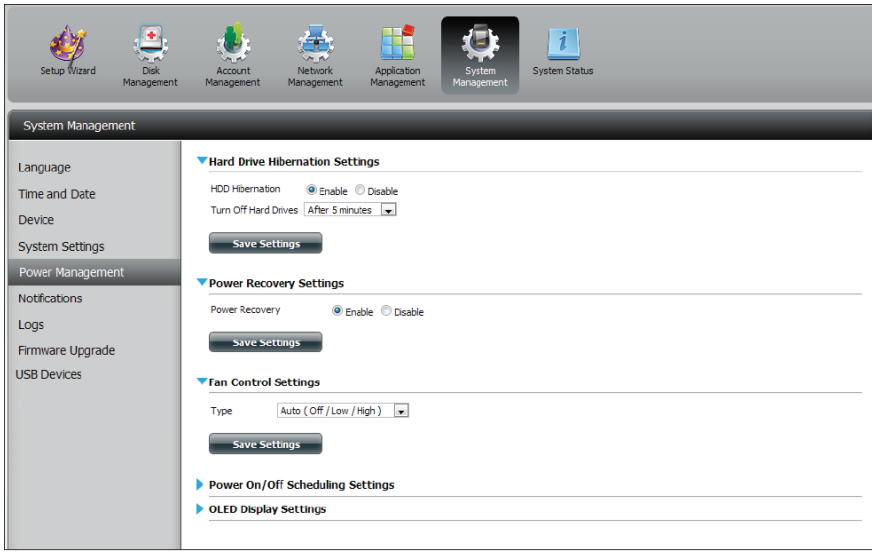 Setup Wizard
Disk Management
Account Management
Network Management
Application Management
System Management
System Status
System Management
Language
Time and Date
Device
System Settings
Power Management
Notifications
Logs
Firmware Upgrade
USB Devices
Hard Drive Hibernation Settings
HDD Hibernation Enable Disable
Turn Off Hard Drives After 5 minutes
Save Settings
Power Recovery Settings
Power Recovery Enable Disable
Save Settings
Fan Control Settings
Type Auto ( Off / Low / High )
Save Settings
Power On/Off Scheduling Settings
OLED Display Settings